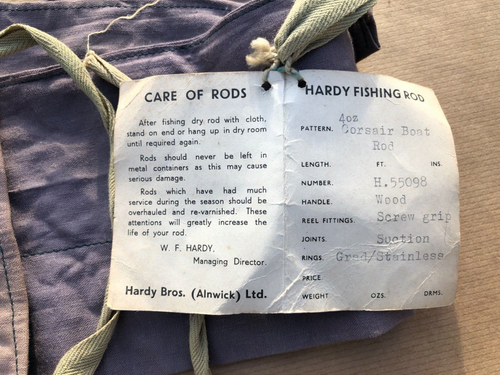 CARE OF RODS
After fishing dry rod with cloth,
stand on end or hang up in dry room
until required again.
Rods should never be left in
metal containers as this may cause
serious damage.
Rods which have had much
service during the season should be
overhauled and re-varnished. These
attentions will greatly increase the
life of your rod.
W. F. HARDY,
Managing Director.
Hardy Bros. (Alnwick) Ltd.
HARDY FISHING ROD
4oz
PATTERN. Corsair Boat
Rod
LENGTH. FT. INS.
NUMBER. H.55098
HANDLE. Wood
REEL FITTINGS. Screw grip
JOINTS. Suction
RINGS. Grad/Stainless
PRICE
WEIGHT OZS. DRMS.